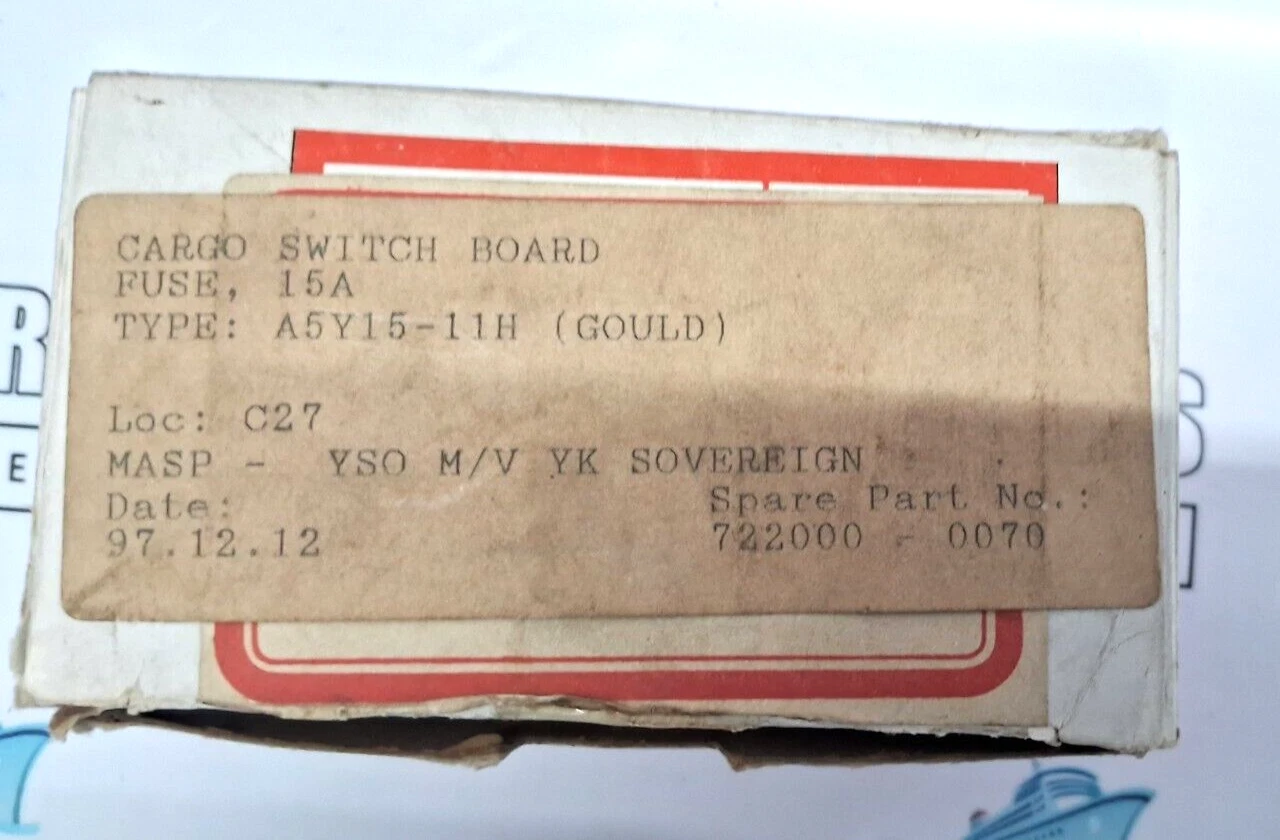 CARGO SWITCH BOARD
FUSE, 15A
TYPE: A5Y15-11H (GOULD)
Loc: C27
MASP - YSO M/V YK SOVEREIGN
Date: Spare Part No.:
97.12.12 722000 - 0070